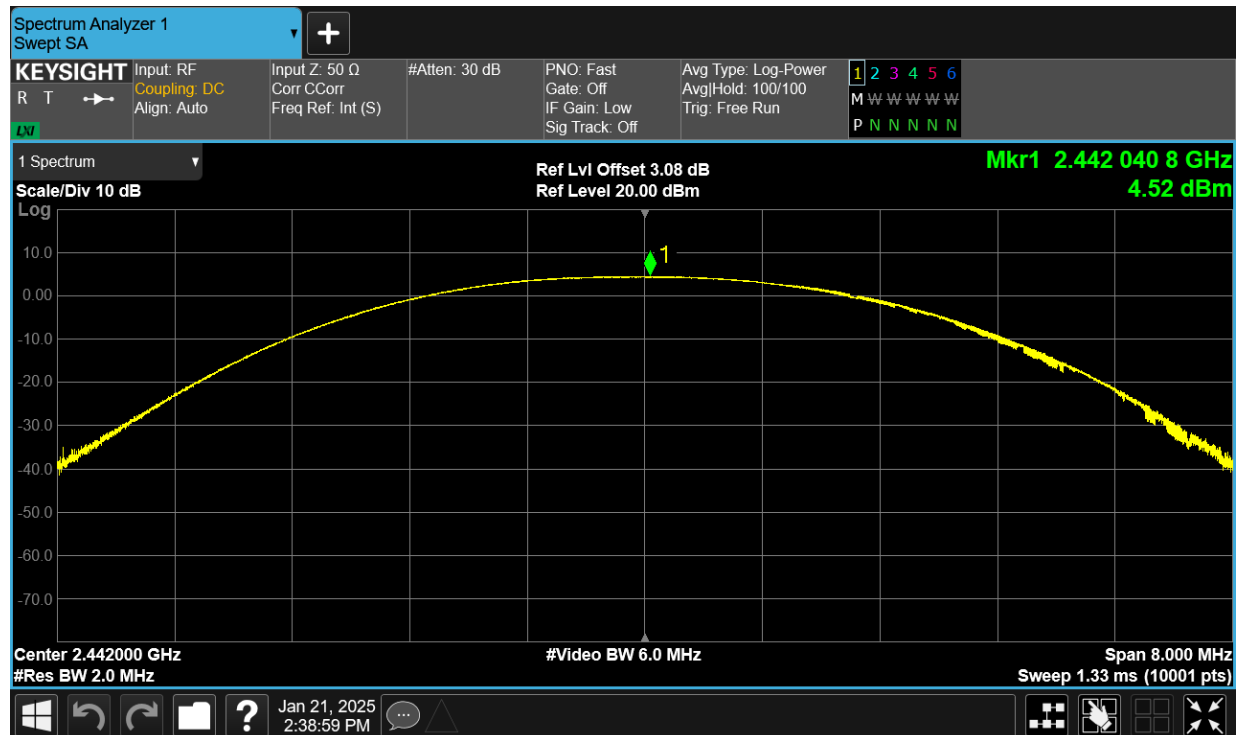 Spectrum Analyzer 1
Swept SA
+
KEYSIGHT
R T
LXI
Input: RF
Coupling: DC
Align: Auto
Input Z: 50 Ω
Corr CCorr
Freq Ref: Int (S)
#Atten: 30 dB
PNO: Fast
Gate: Off
IF Gain: Low
Sig Track: Off
Avg Type: Log-Power
Avg|Hold: 100/100
Trig: Free Run
1 2 3 4 5 6
M W W W W W
P N N N N N
1 Spectrum
Scale/Div 10 dB
Log
Ref Lvl Offset 3.08 dB
Ref Level 20.00 dBm
Mkr1 2.442 040 8 GHz
4.52 dBm
1
10.0
0.00
-10.0
-20.0
-30.0
-40.0
-50.0
-60.0
-70.0
Center 2.442000 GHz
#Res BW 2.0 MHz
#Video BW 6.0 MHz
Span 8.000 MHz
Sweep 1.33 ms (10001 pts)
?
Jan 21, 2025
2:38:59 PM